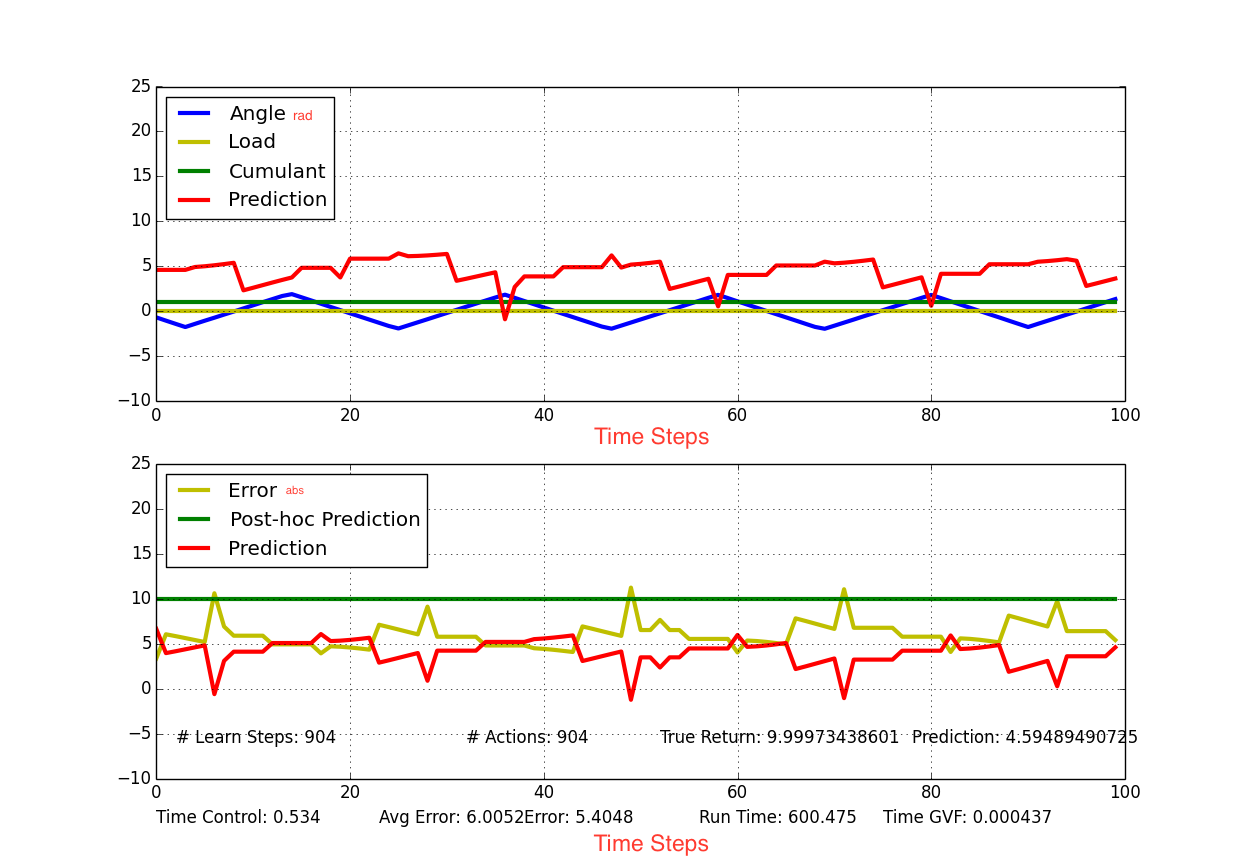 25
20
15
10
5
0
−5
−10
Angle rad
Load
Cumulant
Prediction
0 20 40 60 80 100
Time Steps
25
20
15
10
5
0
−5
−10
Error abs
Post-hoc Prediction
Prediction
# Learn Steps: 904 # Actions: 904 True Return: 9.99973438601 Prediction: 4.59489490725
0 20 40 60 80 100
Time Control: 0.534 Avg Error: 6.0052Error: 5.4048 Run Time: 600.475 Time GVF: 0.000437
Time Steps